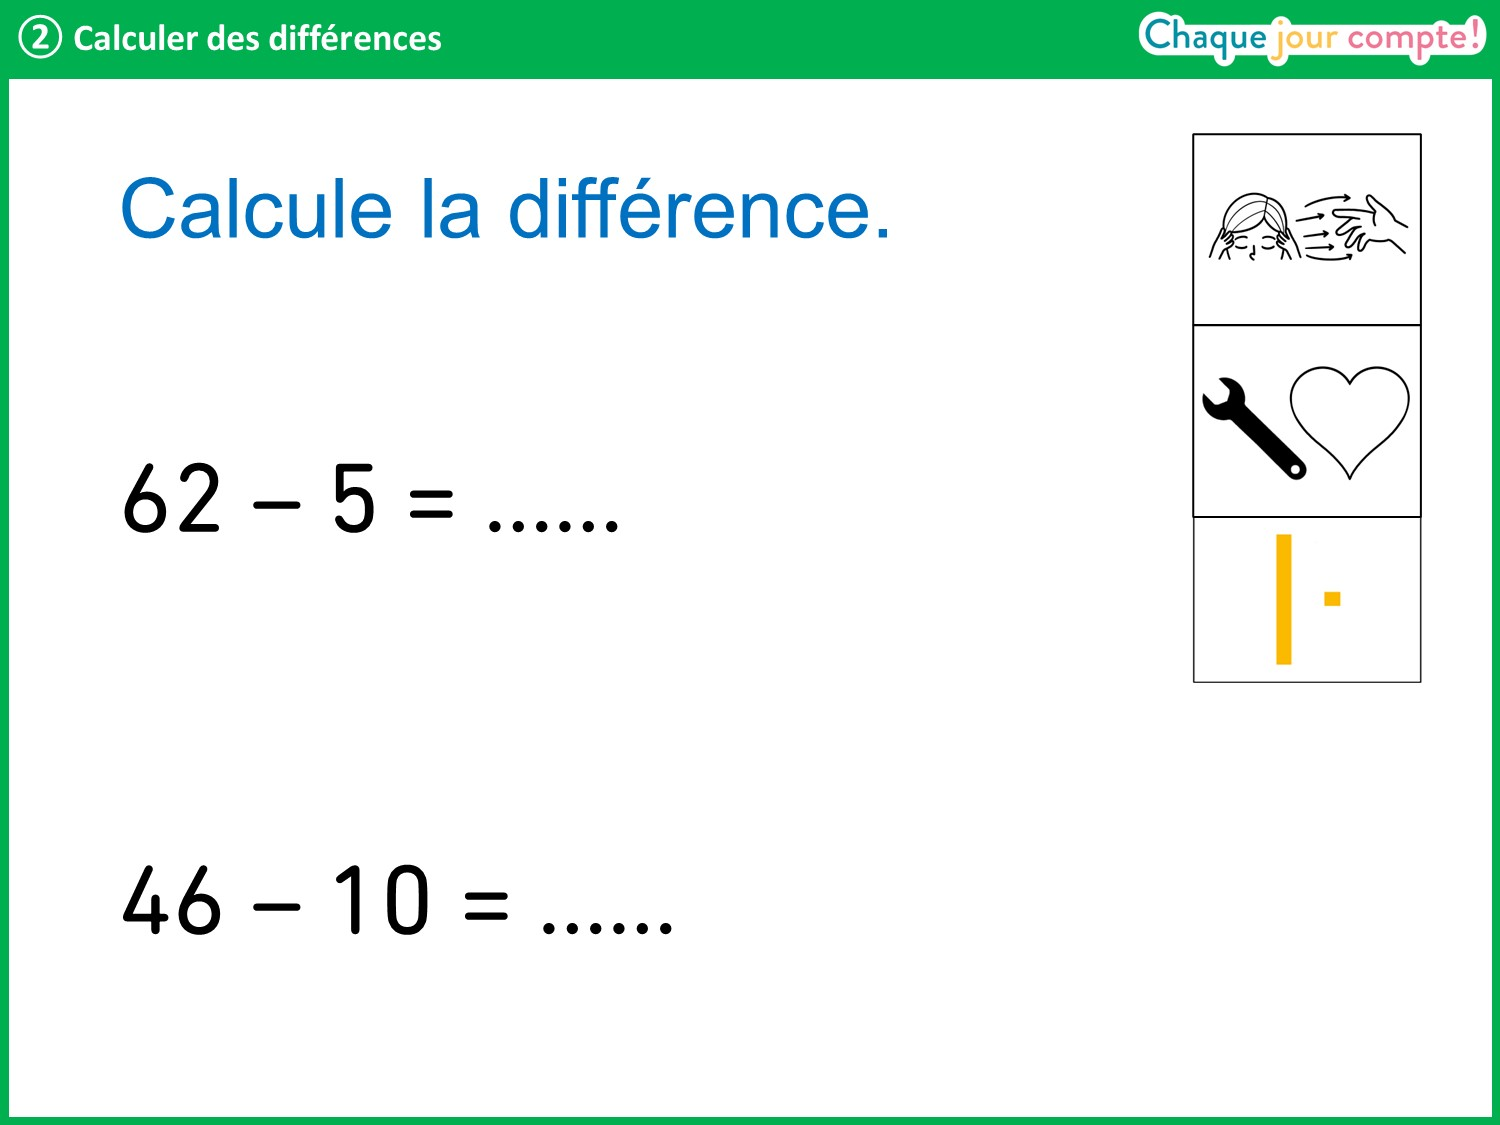 ② Calculer des différences
Chaque jour compte!
Calcule la différence.
62 – 5 = ......
46 – 10 = ......